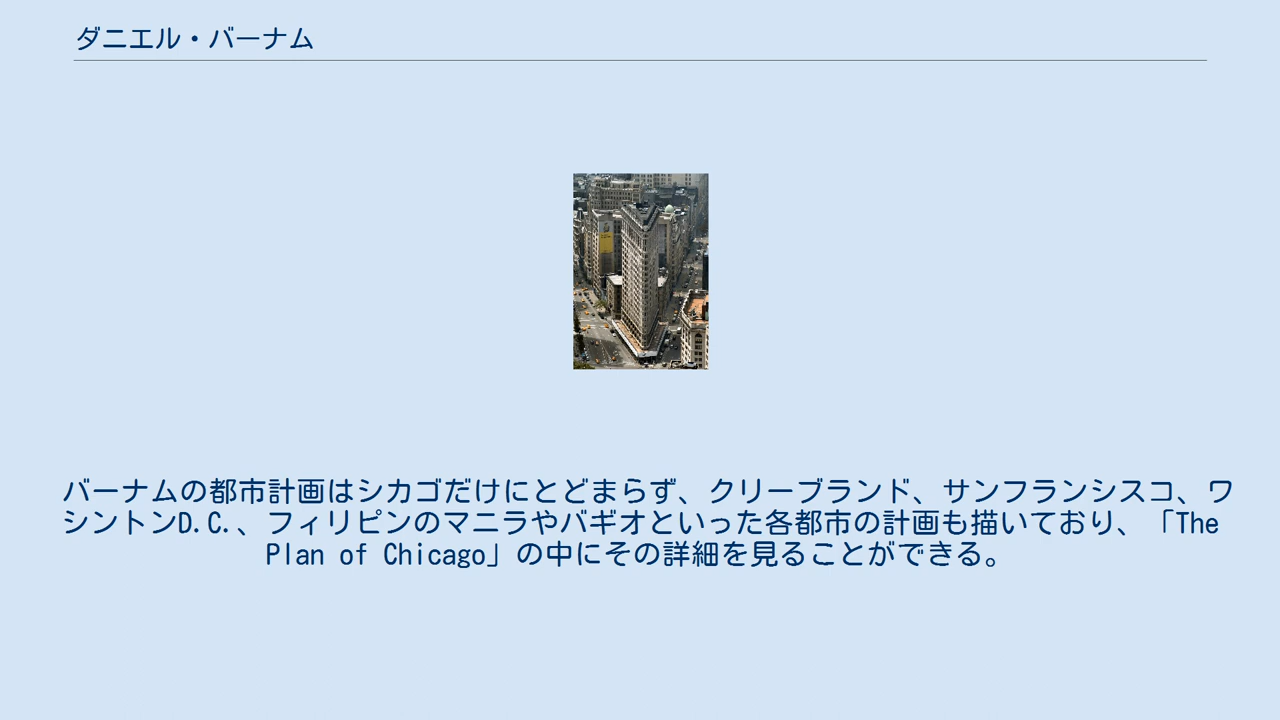 ダニエル・バーナム
バーナムの都市計画はシカゴだけにとどまらず、クリーブランド、サンフランシスコ、ワ
シントンD.C.、フィリピンのマニラやバギオといった各都市の計画も描いており、「The
Plan of Chicago」の中にその詳細を見ることができる。